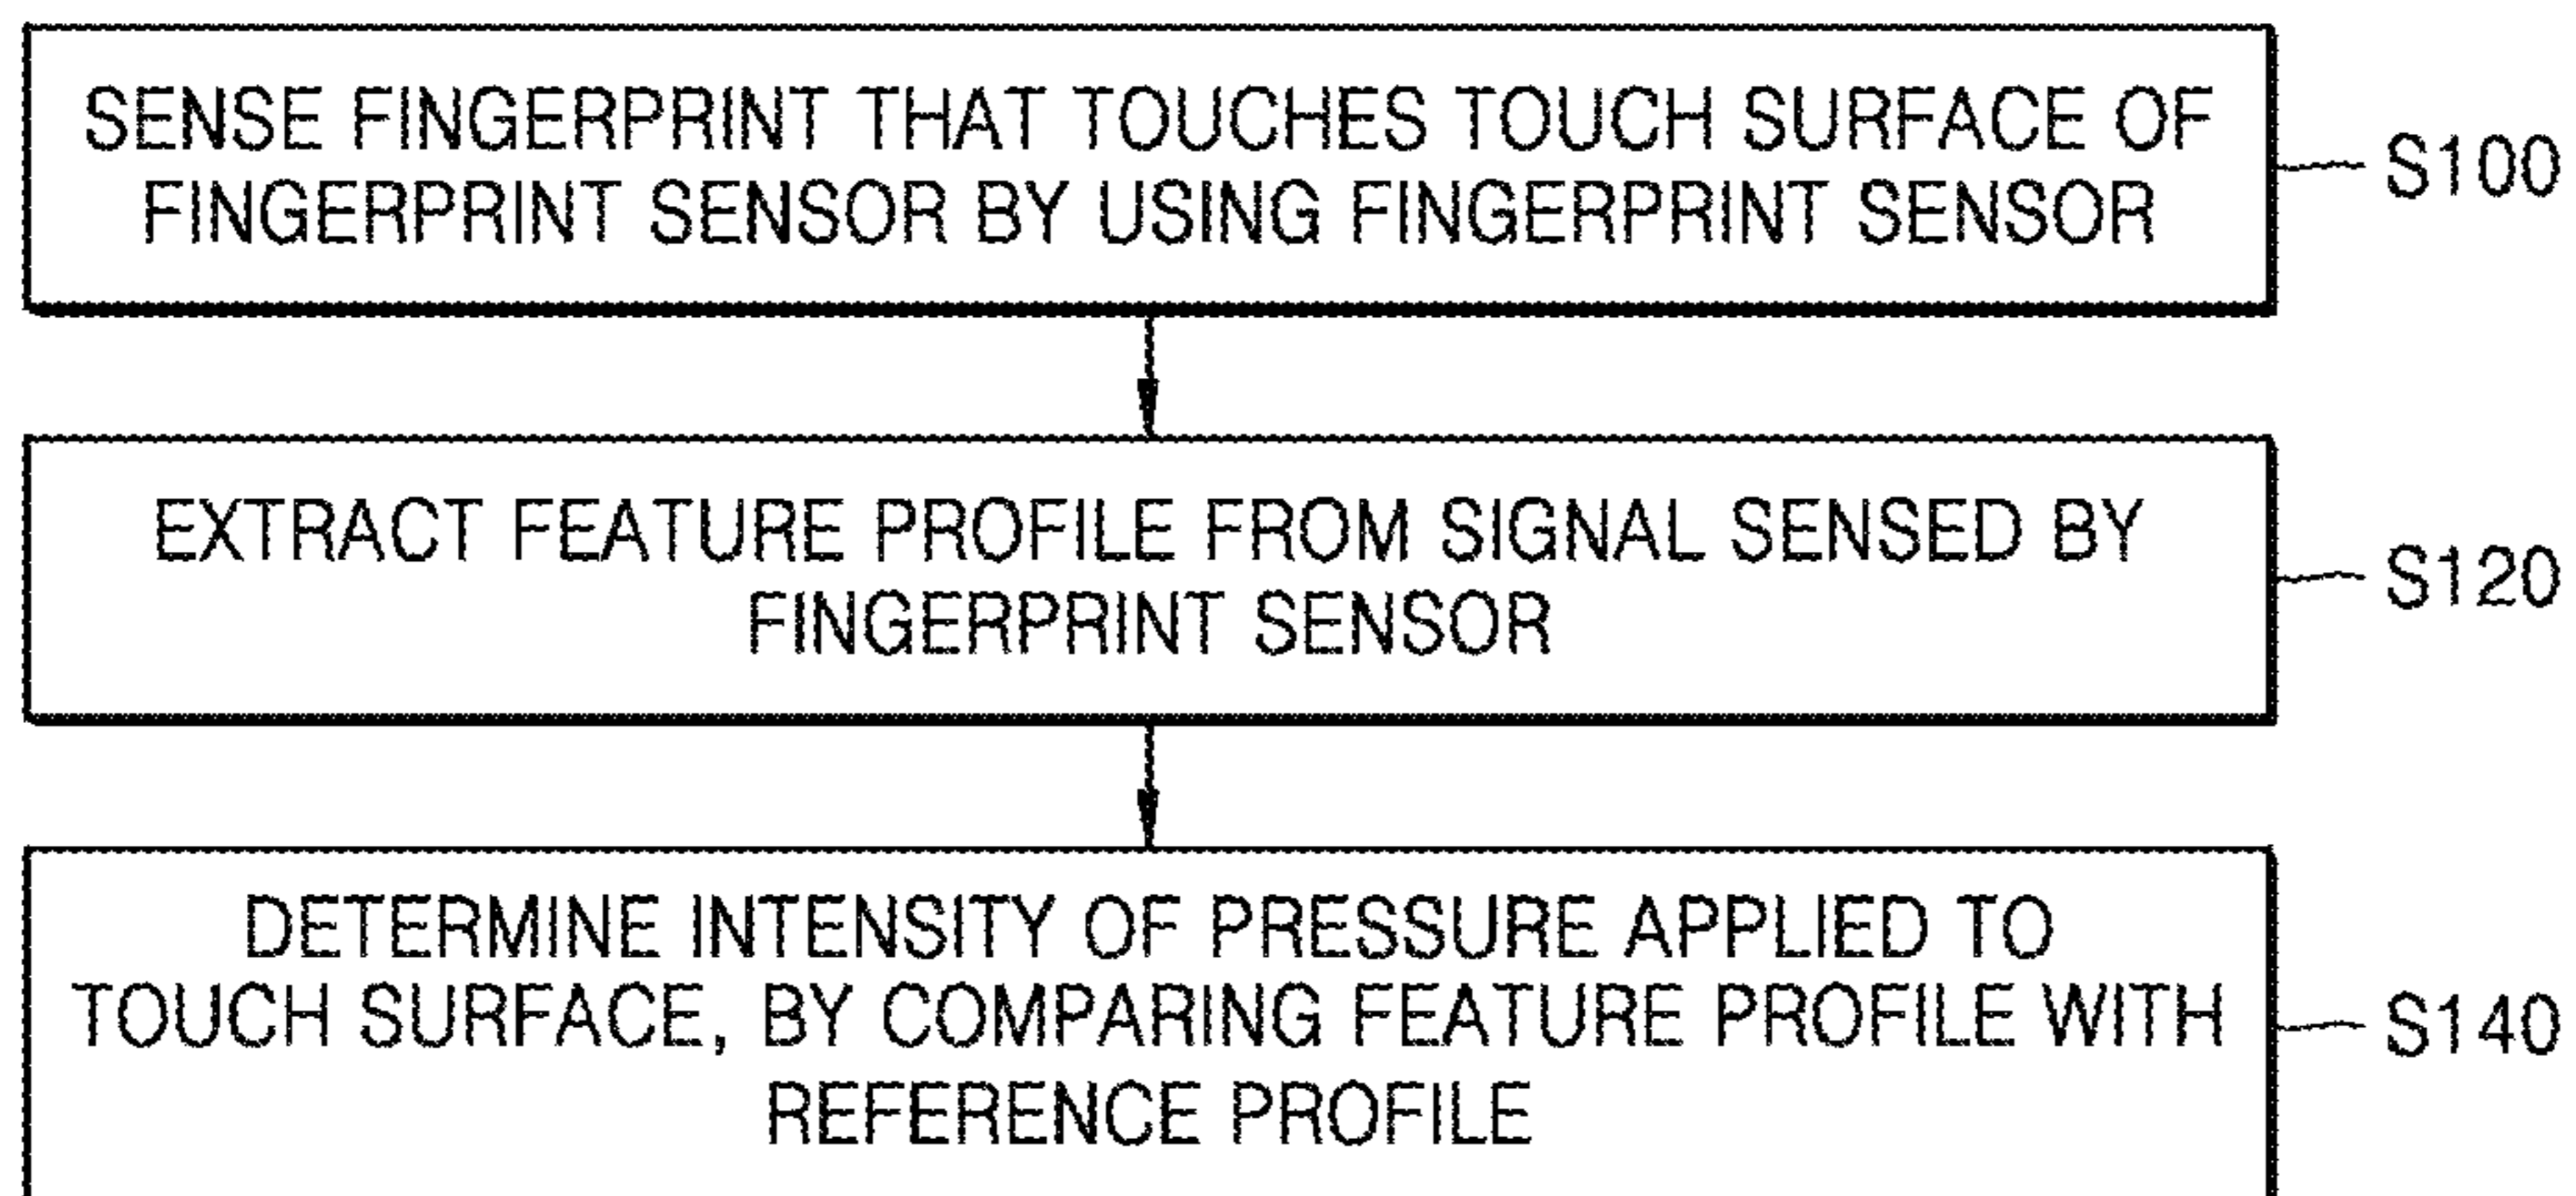 SENSE FINGERPRINT THAT TOUCHES TOUCH SURFACE OF
FINGERPRINT SENSOR BY USING FINGERPRINT SENSOR
S100
EXTRACT FEATURE PROFILE FROM SIGNAL SENSED BY
FINGERPRINT SENSOR
S120
DETERMINE INTENSITY OF PRESSURE APPLIED TO
TOUCH SURFACE, BY COMPARING FEATURE PROFILE WITH
REFERENCE PROFILE
S140